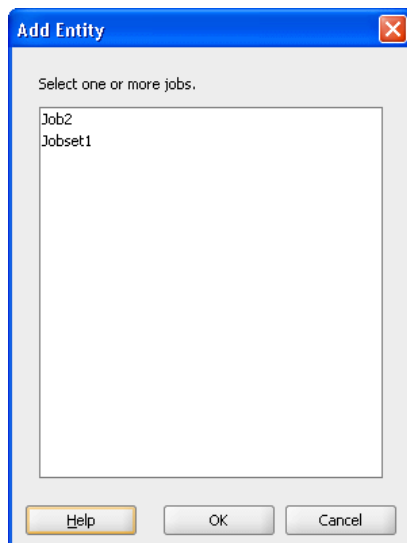 Add Entity
Select one or more jobs.
Job2
Jobset1
Help OK Cancel